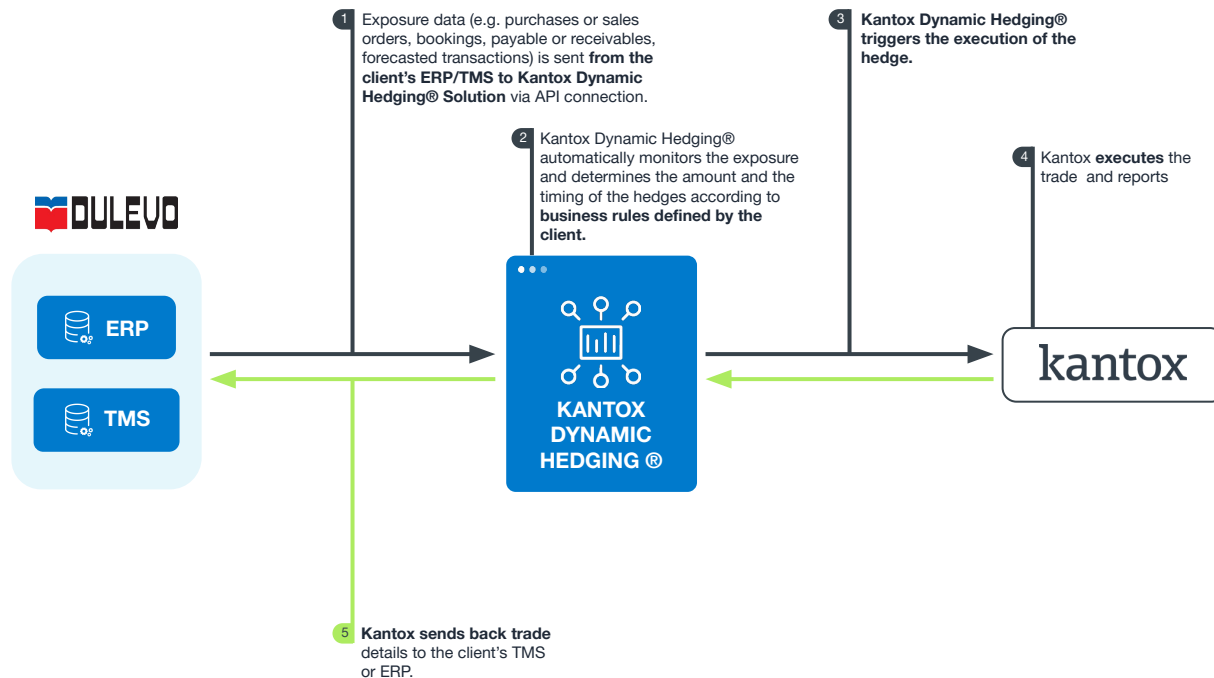 1
Exposure data (e.g. purchases or sales
orders, bookings, payable or receivables,
forecasted transactions) is sent from the
client's ERP/TMS to Kantox Dynamic
Hedging® Solution via API connection.
2
Kantox Dynamic Hedging®
automatically monitors the exposure
and determines the amount and the
timing of the hedges according to
business rules defined by the
client.
3
Kantox Dynamic Hedging®
triggers the execution of the
hedge.
4
Kantox executes the
trade and reports
DULEVO
ERP
TMS
KANTOX
DYNAMIC
HEDGING ®
kantox
5
Kantox sends back trade
details to the client's TMS
or ERP.